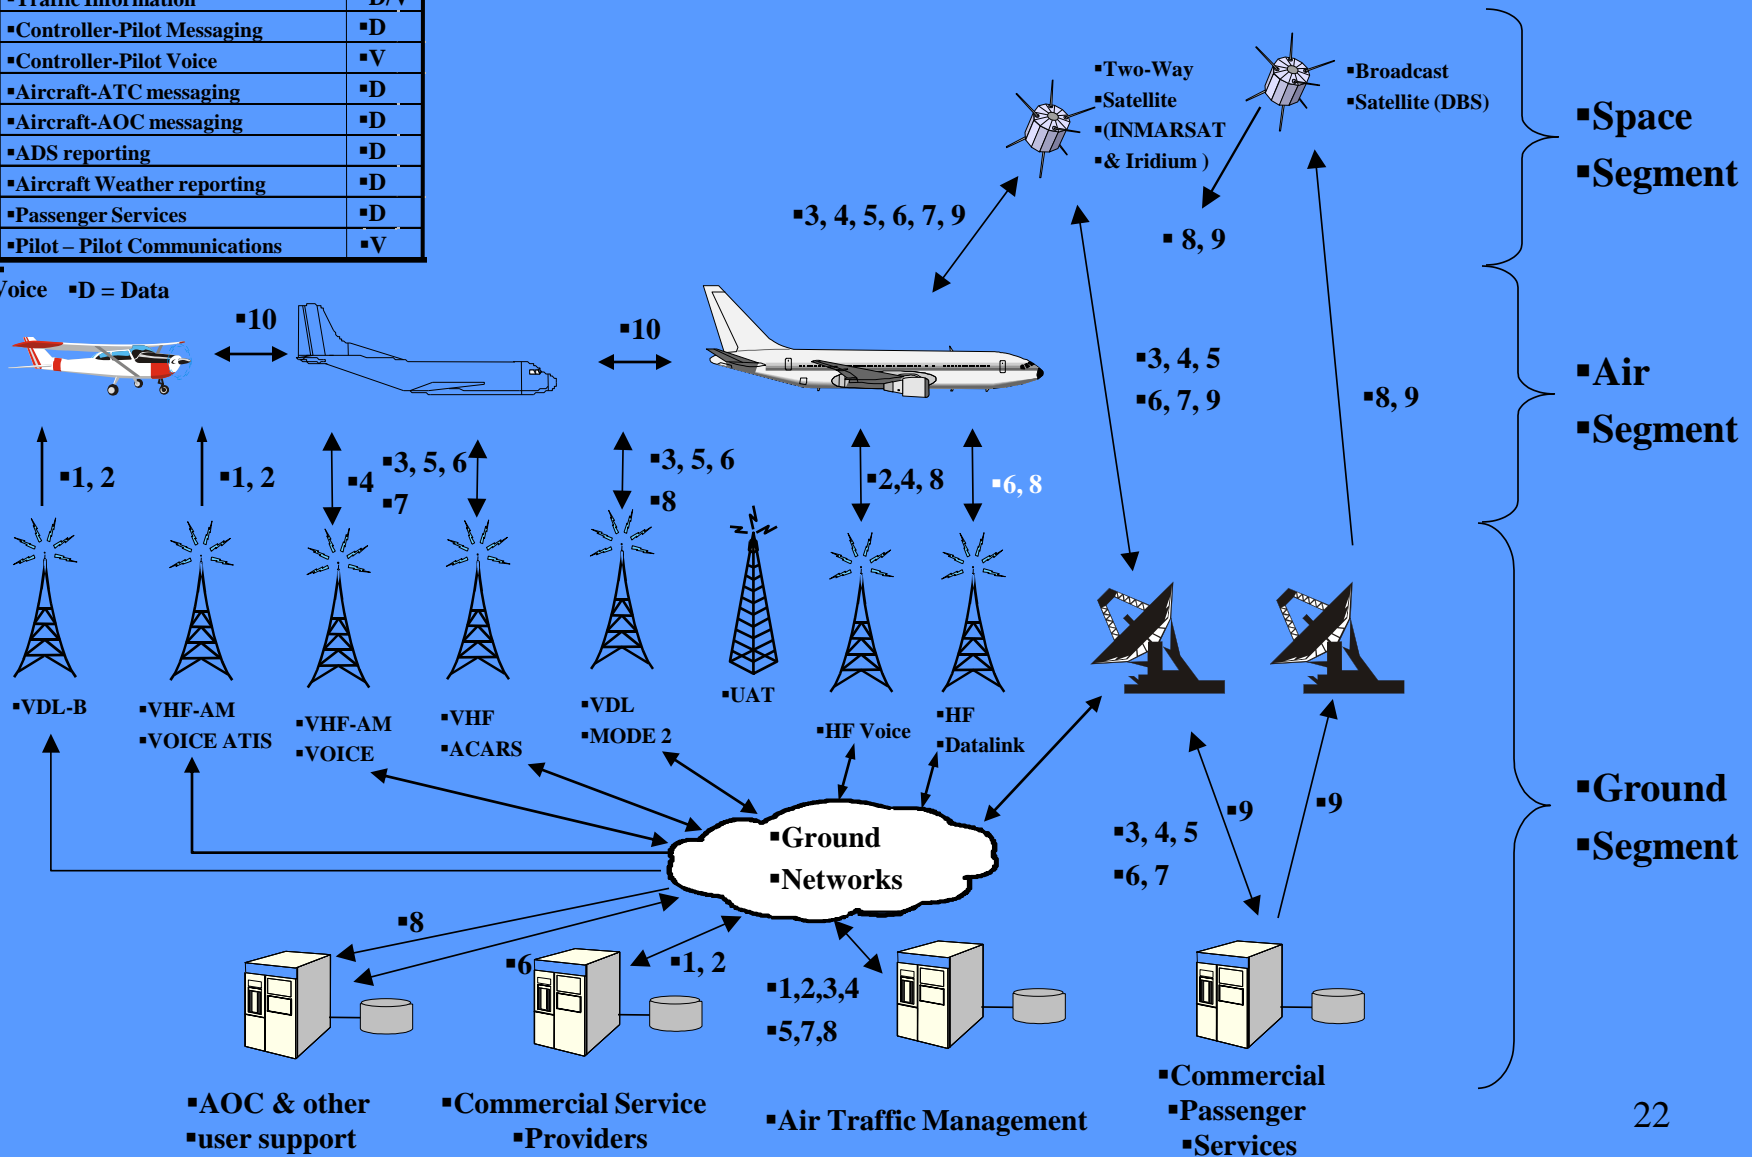 ▪Traffic Information ▪D/V
▪Controller-Pilot Messaging ▪D
▪Controller-Pilot Voice ▪V
▪Aircraft-ATC messaging ▪D
▪Aircraft-AOC messaging ▪D
▪ADS reporting ▪D
▪Aircraft Weather reporting ▪D
▪Passenger Services ▪D
▪Pilot – Pilot Communications ▪V
▪
Voice ▪D = Data
▪Two-Way
▪Satellite
▪(INMARSAT
▪& Iridium )
▪Broadcast
▪Satellite (DBS)
▪Space
▪Segment
▪3, 4, 5, 6, 7, 9
▪8, 9
▪10
▪10
▪3, 4, 5
▪6, 7, 9
▪8, 9
▪Air
▪Segment
▪1, 2
▪1, 2
▪4
▪3, 5, 6
▪7
▪3, 5, 6
▪8
▪2,4, 8
▪6, 8
▪VDL-B
▪VHF-AM
▪VOICE ATIS
▪VHF-AM
▪VOICE
▪VHF
▪ACARS
▪VDL
▪MODE 2
▪UAT
▪HF Voice
▪HF
▪Datalink
▪Ground
▪Networks
▪3, 4, 5
▪6, 7
▪9
▪9
▪Ground
▪Segment
▪8
▪6
▪1, 2
▪1,2,3,4
▪5,7,8
▪AOC & other
▪user support
▪Commercial Service
▪Providers
▪Air Traffic Management
▪Commercial
▪Passenger
▪Services
22